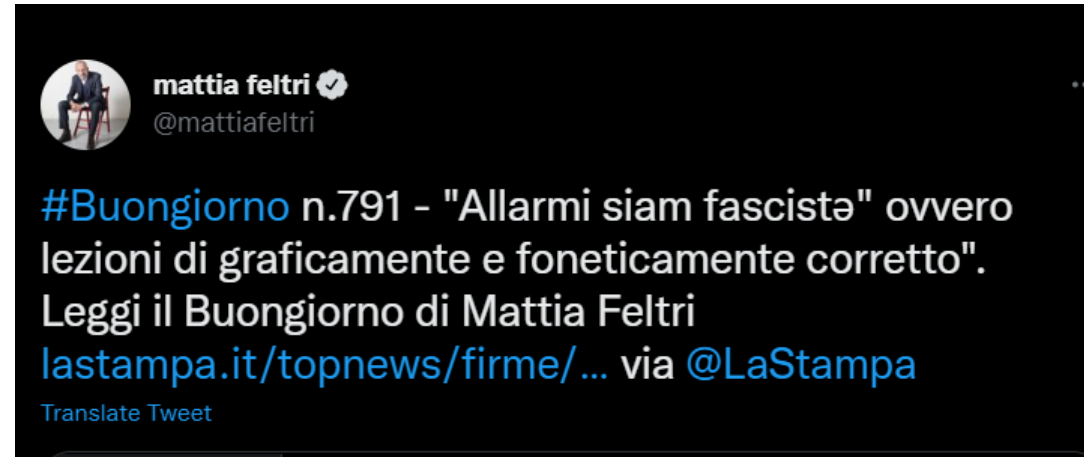 mattia feltri
@mattiafeltri
#Buongiorno n.791 - "Allarmi siam fascistə" ovvero
lezioni di graficamente e foneticamente corretto".
Leggi il Buongiorno di Mattia Feltri
lastampa.it/topnews/firme/... via @LaStampa
Translate Tweet